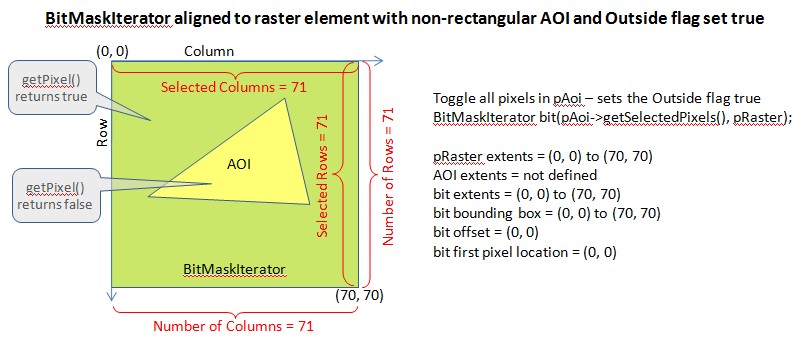 BitMaskIterator aligned to raster element with non-rectangular AOI and Outside flag set true
(0, 0)
Column
getPixel()
returns true
Selected Columns = 71
Row
AOI
Selected Rows = 71
Number of Rows = 71
getPixel()
returns false
BitMaskIterator
(70, 70)
Number of Columns = 71
Toggle all pixels in pAoi – sets the Outside flag true
BitMaskIterator bit(pAoi->getSelectedPixels(), pRaster);
pRaster extents = (0, 0) to (70, 70)
AOI extents = not defined
bit extents = (0, 0) to (70, 70)
bit bounding box = (0, 0) to (70, 70)
bit offset = (0, 0)
bit first pixel location = (0, 0)